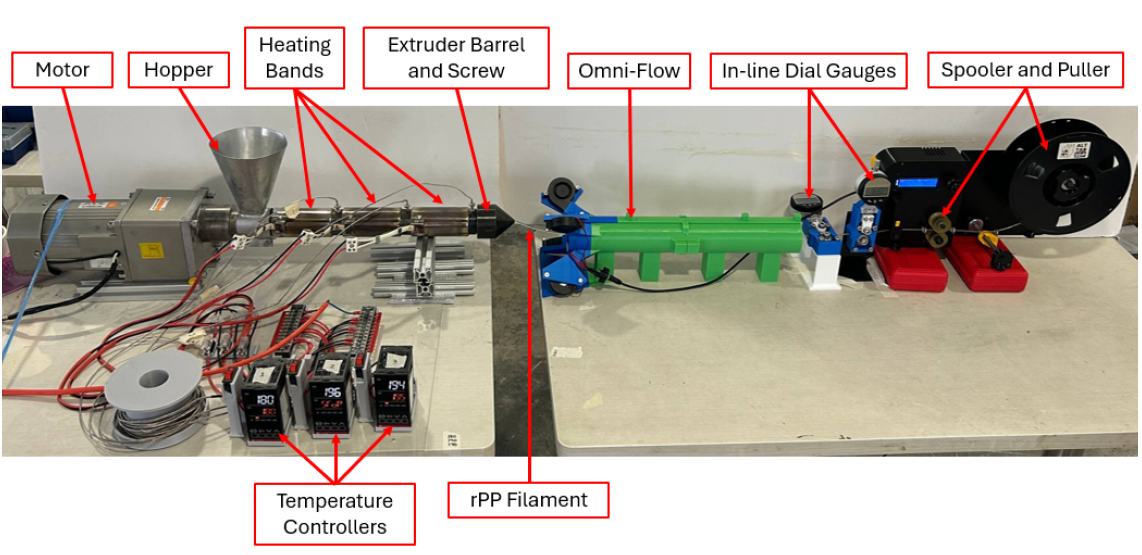 Heating
Bands
Extruder Barrel
and Screw
Motor
Hopper
Omni-Flow
In-line Dial Gauges
Spooler and Puller
180
196
194
Temperature
Controllers
rPP Filament